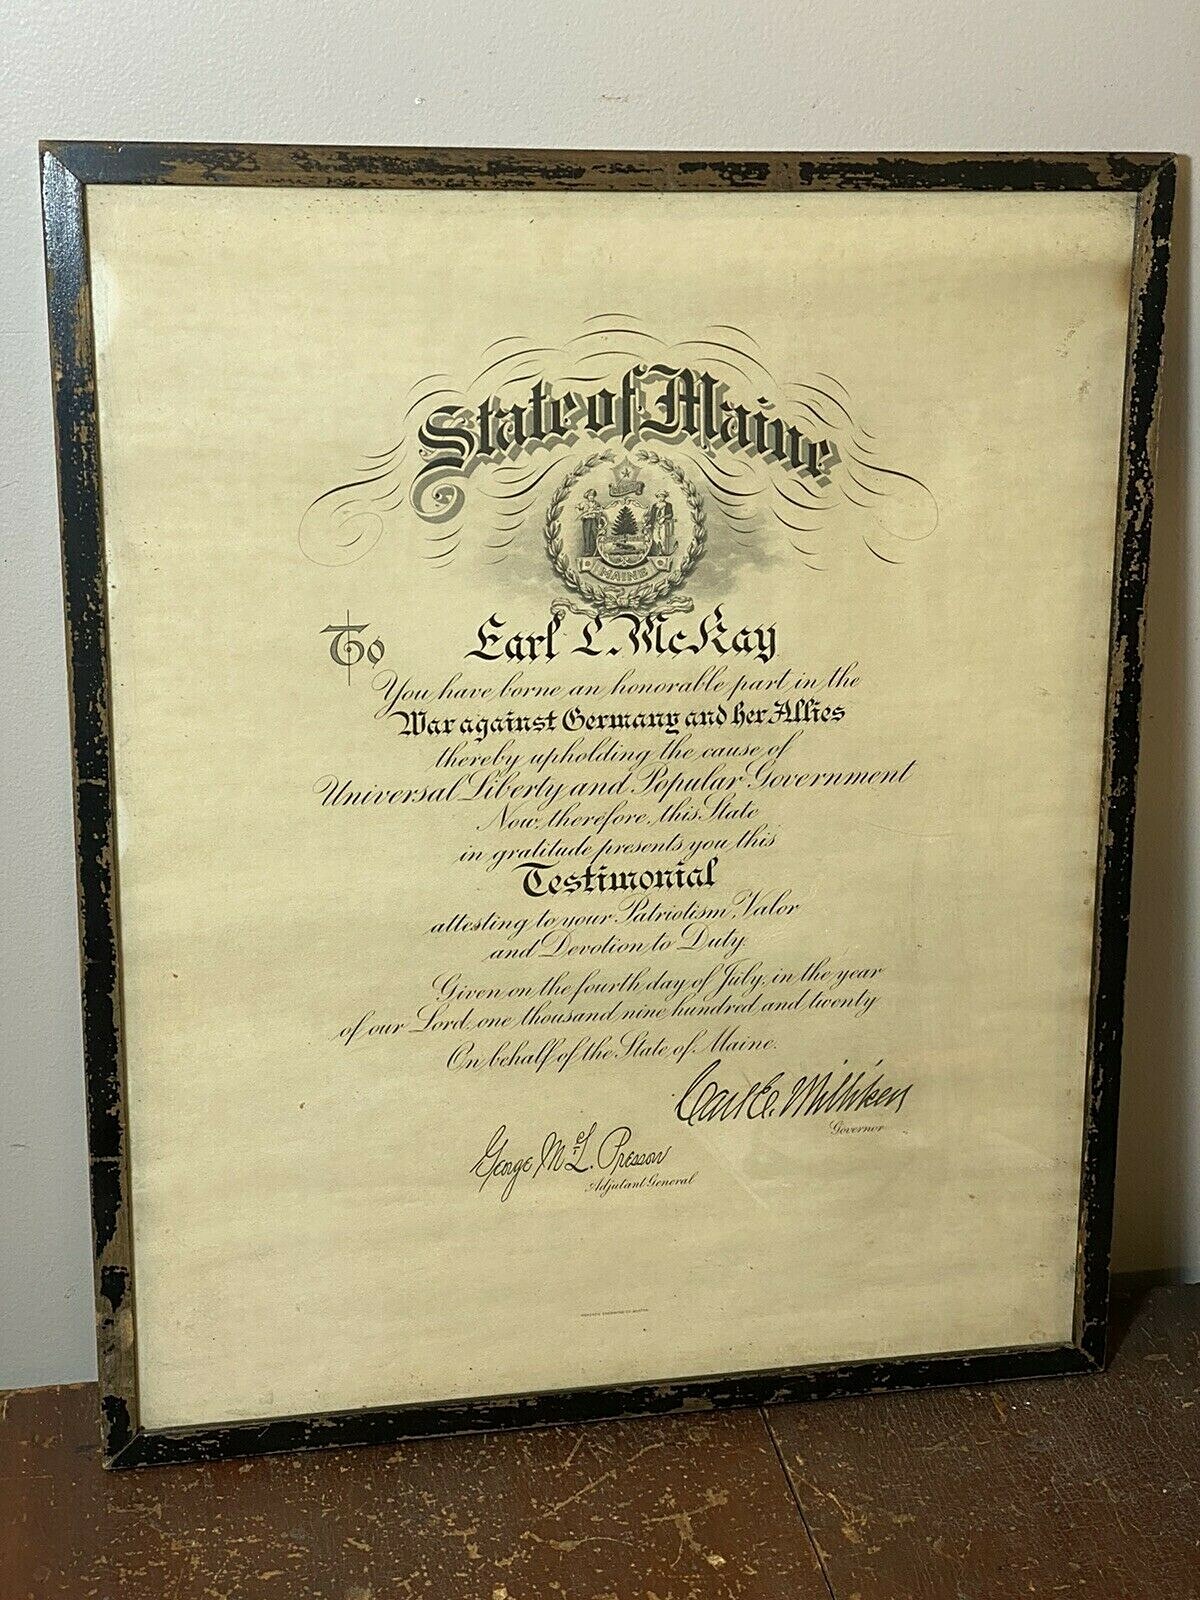 State of Maine
MAINE
To Earl L. McKay
You have borne an honorable part in the
War against Germany and her Allies
thereby upholding the cause of
Universal Liberty and Popular Government
Now, therefore, this State
in gratitude presents you this
Testimonial
attesting to your Patriotism, Valor
and Devotion to Duty.
Given on the fourth day of July, in the year
of our Lord one thousand nine hundred and twenty
On behalf of the State of Maine.
Carl E. Milliken
Governor
George McL. Presson
Adjutant General